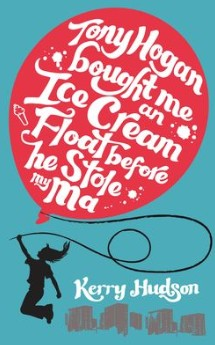 Tony Hogan
bought me
an
Ice Cream
Float before
he Stole
my Ma
Kerry Hudson